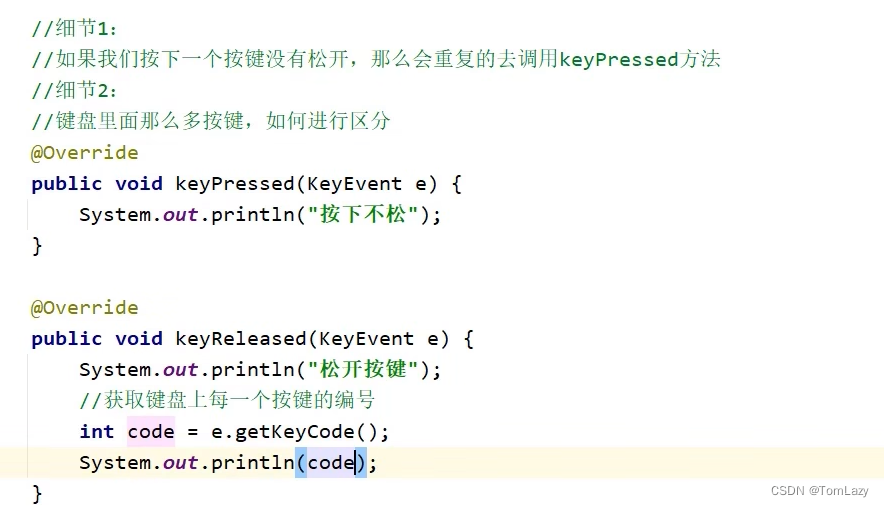 //细节1：
//如果我们按下一个按键没有松开，那么会重复的去调用keyPressed方法
//细节2：
//键盘里面那么多按键，如何进行区分
@Override
public void keyPressed(KeyEvent e) {
    System.out.println("按下不松");
}
@Override
public void keyReleased(KeyEvent e) {
    System.out.println("松开按键");
    //获取键盘上每一个按键的编号
    int code = e.getKeyCode();
    System.out.println(code);
}
CSDN @TomLazy